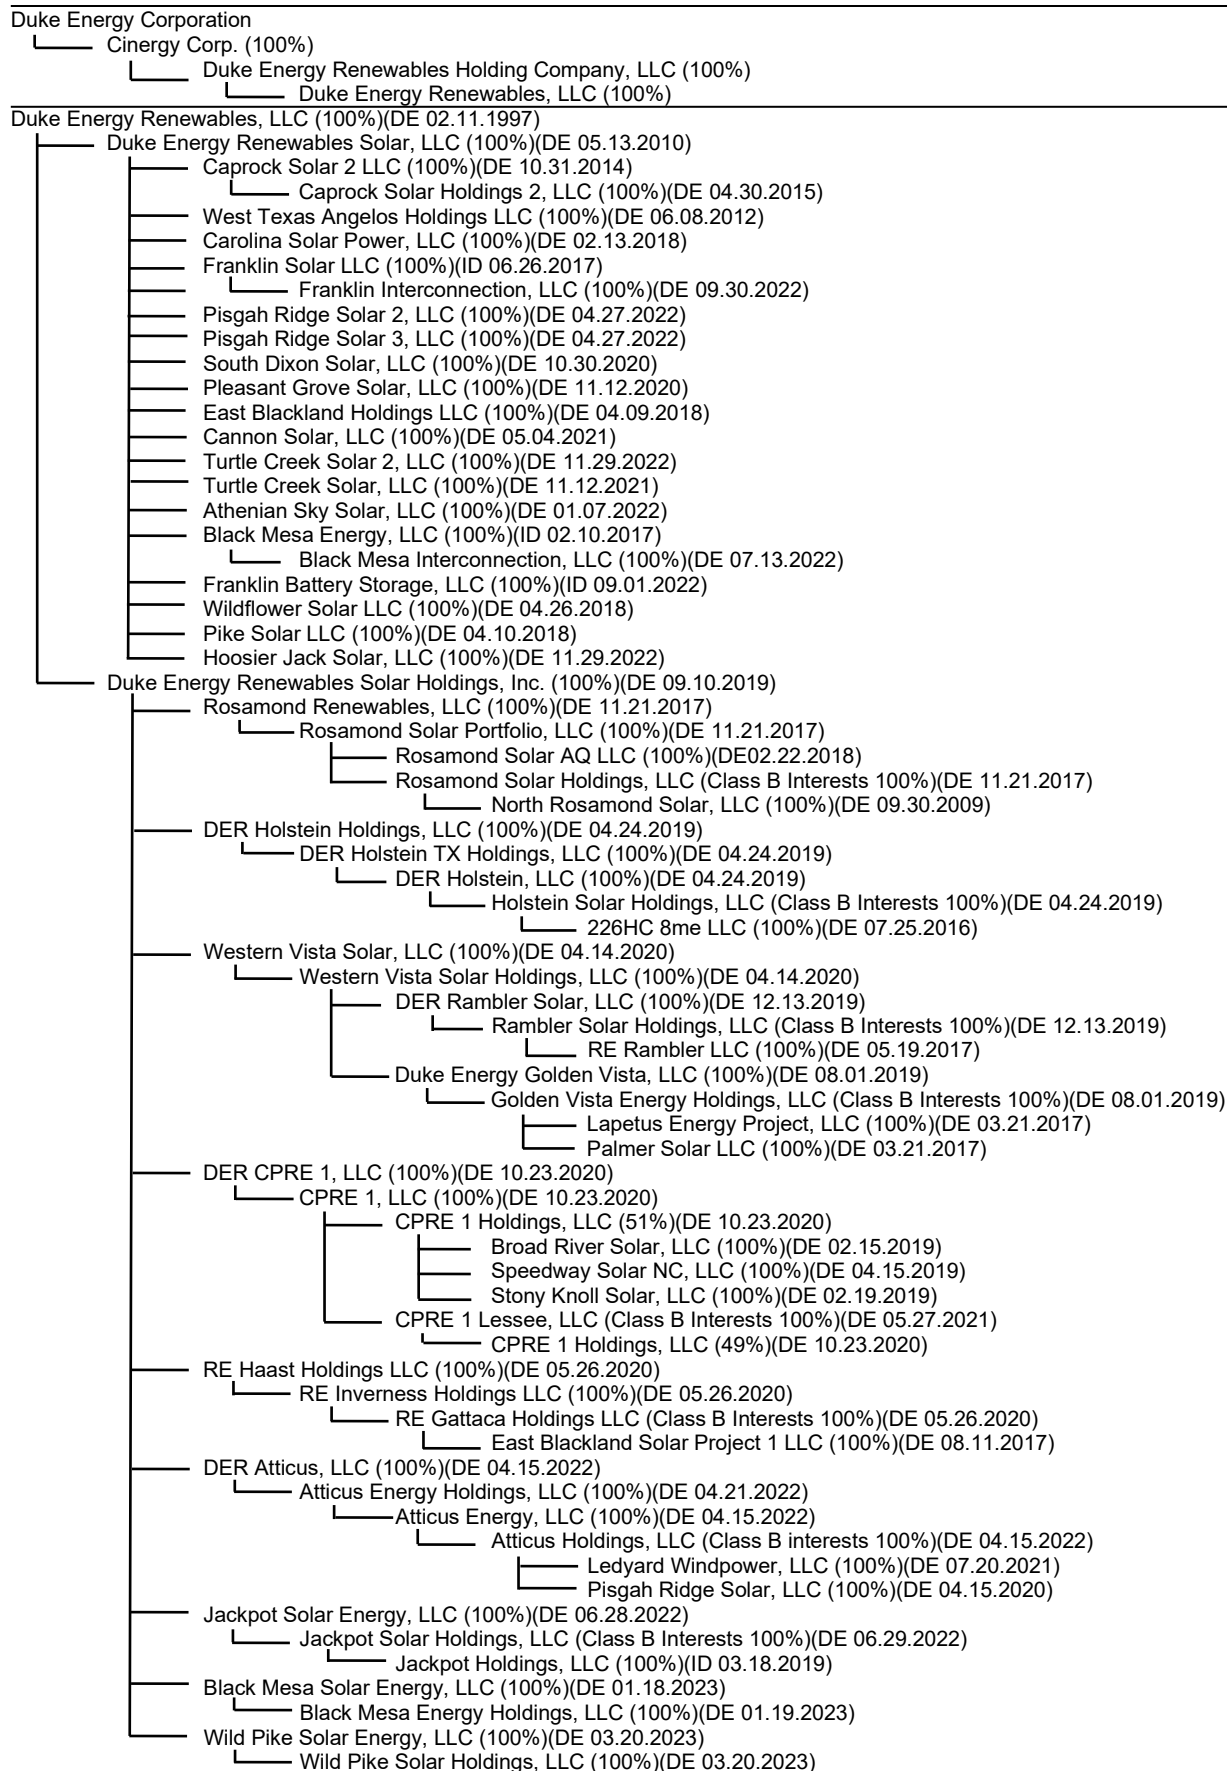 Duke Energy Corporation
Cinergy Corp. (100%)
Duke Energy Renewables Holding Company, LLC (100%)
Duke Energy Renewables, LLC (100%)
Duke Energy Renewables, LLC (100%)(DE 02.11.1997)
Duke Energy Renewables Solar, LLC (100%)(DE 05.13.2010)
Caprock Solar 2 LLC (100%)(DE 10.31.2014)
Caprock Solar Holdings 2, LLC (100%)(DE 04.30.2015)
West Texas Angelos Holdings LLC (100%)(DE 06.08.2012)
Carolina Solar Power, LLC (100%)(DE 02.13.2018)
Franklin Solar LLC (100%)(ID 06.26.2017)
Franklin Interconnection, LLC (100%)(DE 09.30.2022)
Pisgah Ridge Solar 2, LLC (100%)(DE 04.27.2022)
Pisgah Ridge Solar 3, LLC (100%)(DE 04.27.2022)
South Dixon Solar, LLC (100%)(DE 10.30.2020)
Pleasant Grove Solar, LLC (100%)(DE 11.12.2020)
East Blackland Holdings LLC (100%)(DE 04.09.2018)
Cannon Solar, LLC (100%)(DE 05.04.2021)
Turtle Creek Solar 2, LLC (100%)(DE 11.29.2022)
Turtle Creek Solar, LLC (100%)(DE 11.12.2021)
Athenian Sky Solar, LLC (100%)(DE 01.07.2022)
Black Mesa Energy, LLC (100%)(ID 02.10.2017)
Black Mesa Interconnection, LLC (100%)(DE 07.13.2022)
Franklin Battery Storage, LLC (100%)(ID 09.01.2022)
Wildflower Solar LLC (100%)(DE 04.26.2018)
Pike Solar LLC (100%)(DE 04.10.2018)
Hoosier Jack Solar, LLC (100%)(DE 11.29.2022)
Duke Energy Renewables Solar Holdings, Inc. (100%)(DE 09.10.2019)
Rosamond Renewables, LLC (100%)(DE 11.21.2017)
Rosamond Solar Portfolio, LLC (100%)(DE 11.21.2017)
Rosamond Solar AQ LLC (100%)(DE02.22.2018)
Rosamond Solar Holdings, LLC (Class B Interests 100%)(DE 11.21.2017)
North Rosamond Solar, LLC (100%)(DE 09.30.2009)
DER Holstein Holdings, LLC (100%)(DE 04.24.2019)
DER Holstein TX Holdings, LLC (100%)(DE 04.24.2019)
DER Holstein, LLC (100%)(DE 04.24.2019)
Holstein Solar Holdings, LLC (Class B Interests 100%)(DE 04.24.2019)
226HC 8me LLC (100%)(DE 07.25.2016)
Western Vista Solar, LLC (100%)(DE 04.14.2020)
Western Vista Solar Holdings, LLC (100%)(DE 04.14.2020)
DER Rambler Solar, LLC (100%)(DE 12.13.2019)
Rambler Solar Holdings, LLC (Class B Interests 100%)(DE 12.13.2019)
RE Rambler LLC (100%)(DE 05.19.2017)
Duke Energy Golden Vista, LLC (100%)(DE 08.01.2019)
Golden Vista Energy Holdings, LLC (Class B Interests 100%)(DE 08.01.2019)
Lapetus Energy Project, LLC (100%)(DE 03.21.2017)
Palmer Solar LLC (100%)(DE 03.21.2017)
DER CPRE 1, LLC (100%)(DE 10.23.2020)
CPRE 1, LLC (100%)(DE 10.23.2020)
CPRE 1 Holdings, LLC (51%)(DE 10.23.2020)
Broad River Solar, LLC (100%)(DE 02.15.2019)
Speedway Solar NC, LLC (100%)(DE 04.15.2019)
Stony Knoll Solar, LLC (100%)(DE 02.19.2019)
CPRE 1 Lessee, LLC (Class B Interests 100%)(DE 05.27.2021)
CPRE 1 Holdings, LLC (49%)(DE 10.23.2020)
RE Haast Holdings LLC (100%)(DE 05.26.2020)
RE Inverness Holdings LLC (100%)(DE 05.26.2020)
RE Gattaca Holdings LLC (Class B Interests 100%)(DE 05.26.2020)
East Blackland Solar Project 1 LLC (100%)(DE 08.11.2017)
DER Atticus, LLC (100%)(DE 04.15.2022)
Atticus Energy Holdings, LLC (100%)(DE 04.21.2022)
Atticus Energy, LLC (100%)(DE 04.15.2022)
Atticus Holdings, LLC (Class B interests 100%)(DE 04.15.2022)
Ledyard Windpower, LLC (100%)(DE 07.20.2021)
Pisgah Ridge Solar, LLC (100%)(DE 04.15.2020)
Jackpot Solar Energy, LLC (100%)(DE 06.28.2022)
Jackpot Solar Holdings, LLC (Class B Interests 100%)(DE 06.29.2022)
Jackpot Holdings, LLC (100%)(ID 03.18.2019)
Black Mesa Solar Energy, LLC (100%)(DE 01.18.2023)
Black Mesa Energy Holdings, LLC (100%)(DE 01.19.2023)
Wild Pike Solar Energy, LLC (100%)(DE 03.20.2023)
Wild Pike Solar Holdings, LLC (100%)(DE 03.20.2023)